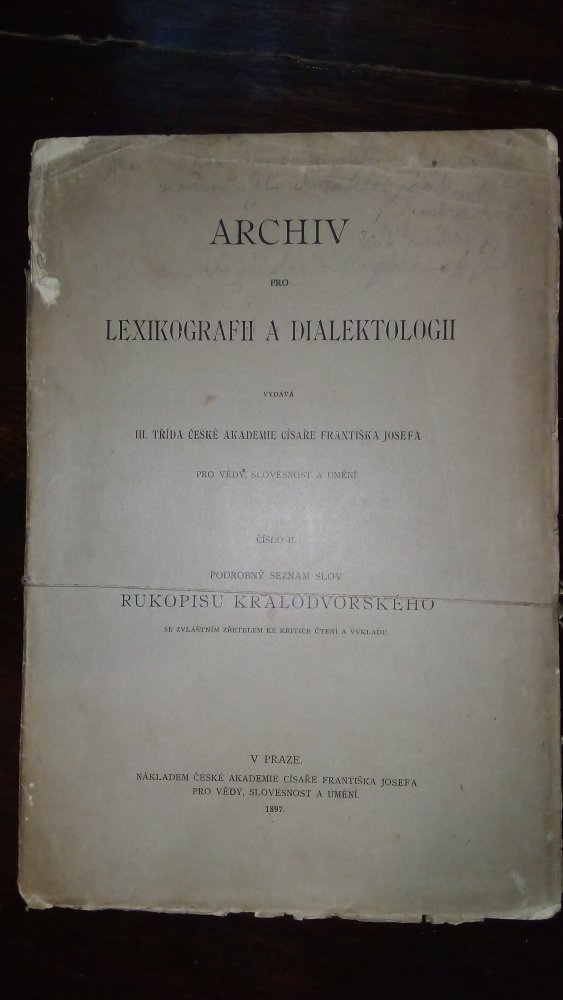 ARCHIV
PRO
LEXIKOGRAFII A DIALEKTOLOGII
VYDÁVÁ
III. TŘÍDA ČESKÉ AKADEMIE CÍSAŘE FRANTIŠKA JOSEFA
PRO VĚDY, SLOVESNOST A UMĚNÍ
ČÍSLO II.
PODROBNÝ SEZNAM SLOV
RUKOPISU KRALODVORSKÉHO
SE ZVLÁŠTNÍM ZŘETELEM KE KRITICE ČTENÍ A VÝKLADU.
V PRAZE.
NÁKLADEM ČESKÉ AKADEMIE CÍSAŘE FRANTIŠKA JOSEFA
PRO VĚDY, SLOVESNOST A UMĚNÍ.
1897.